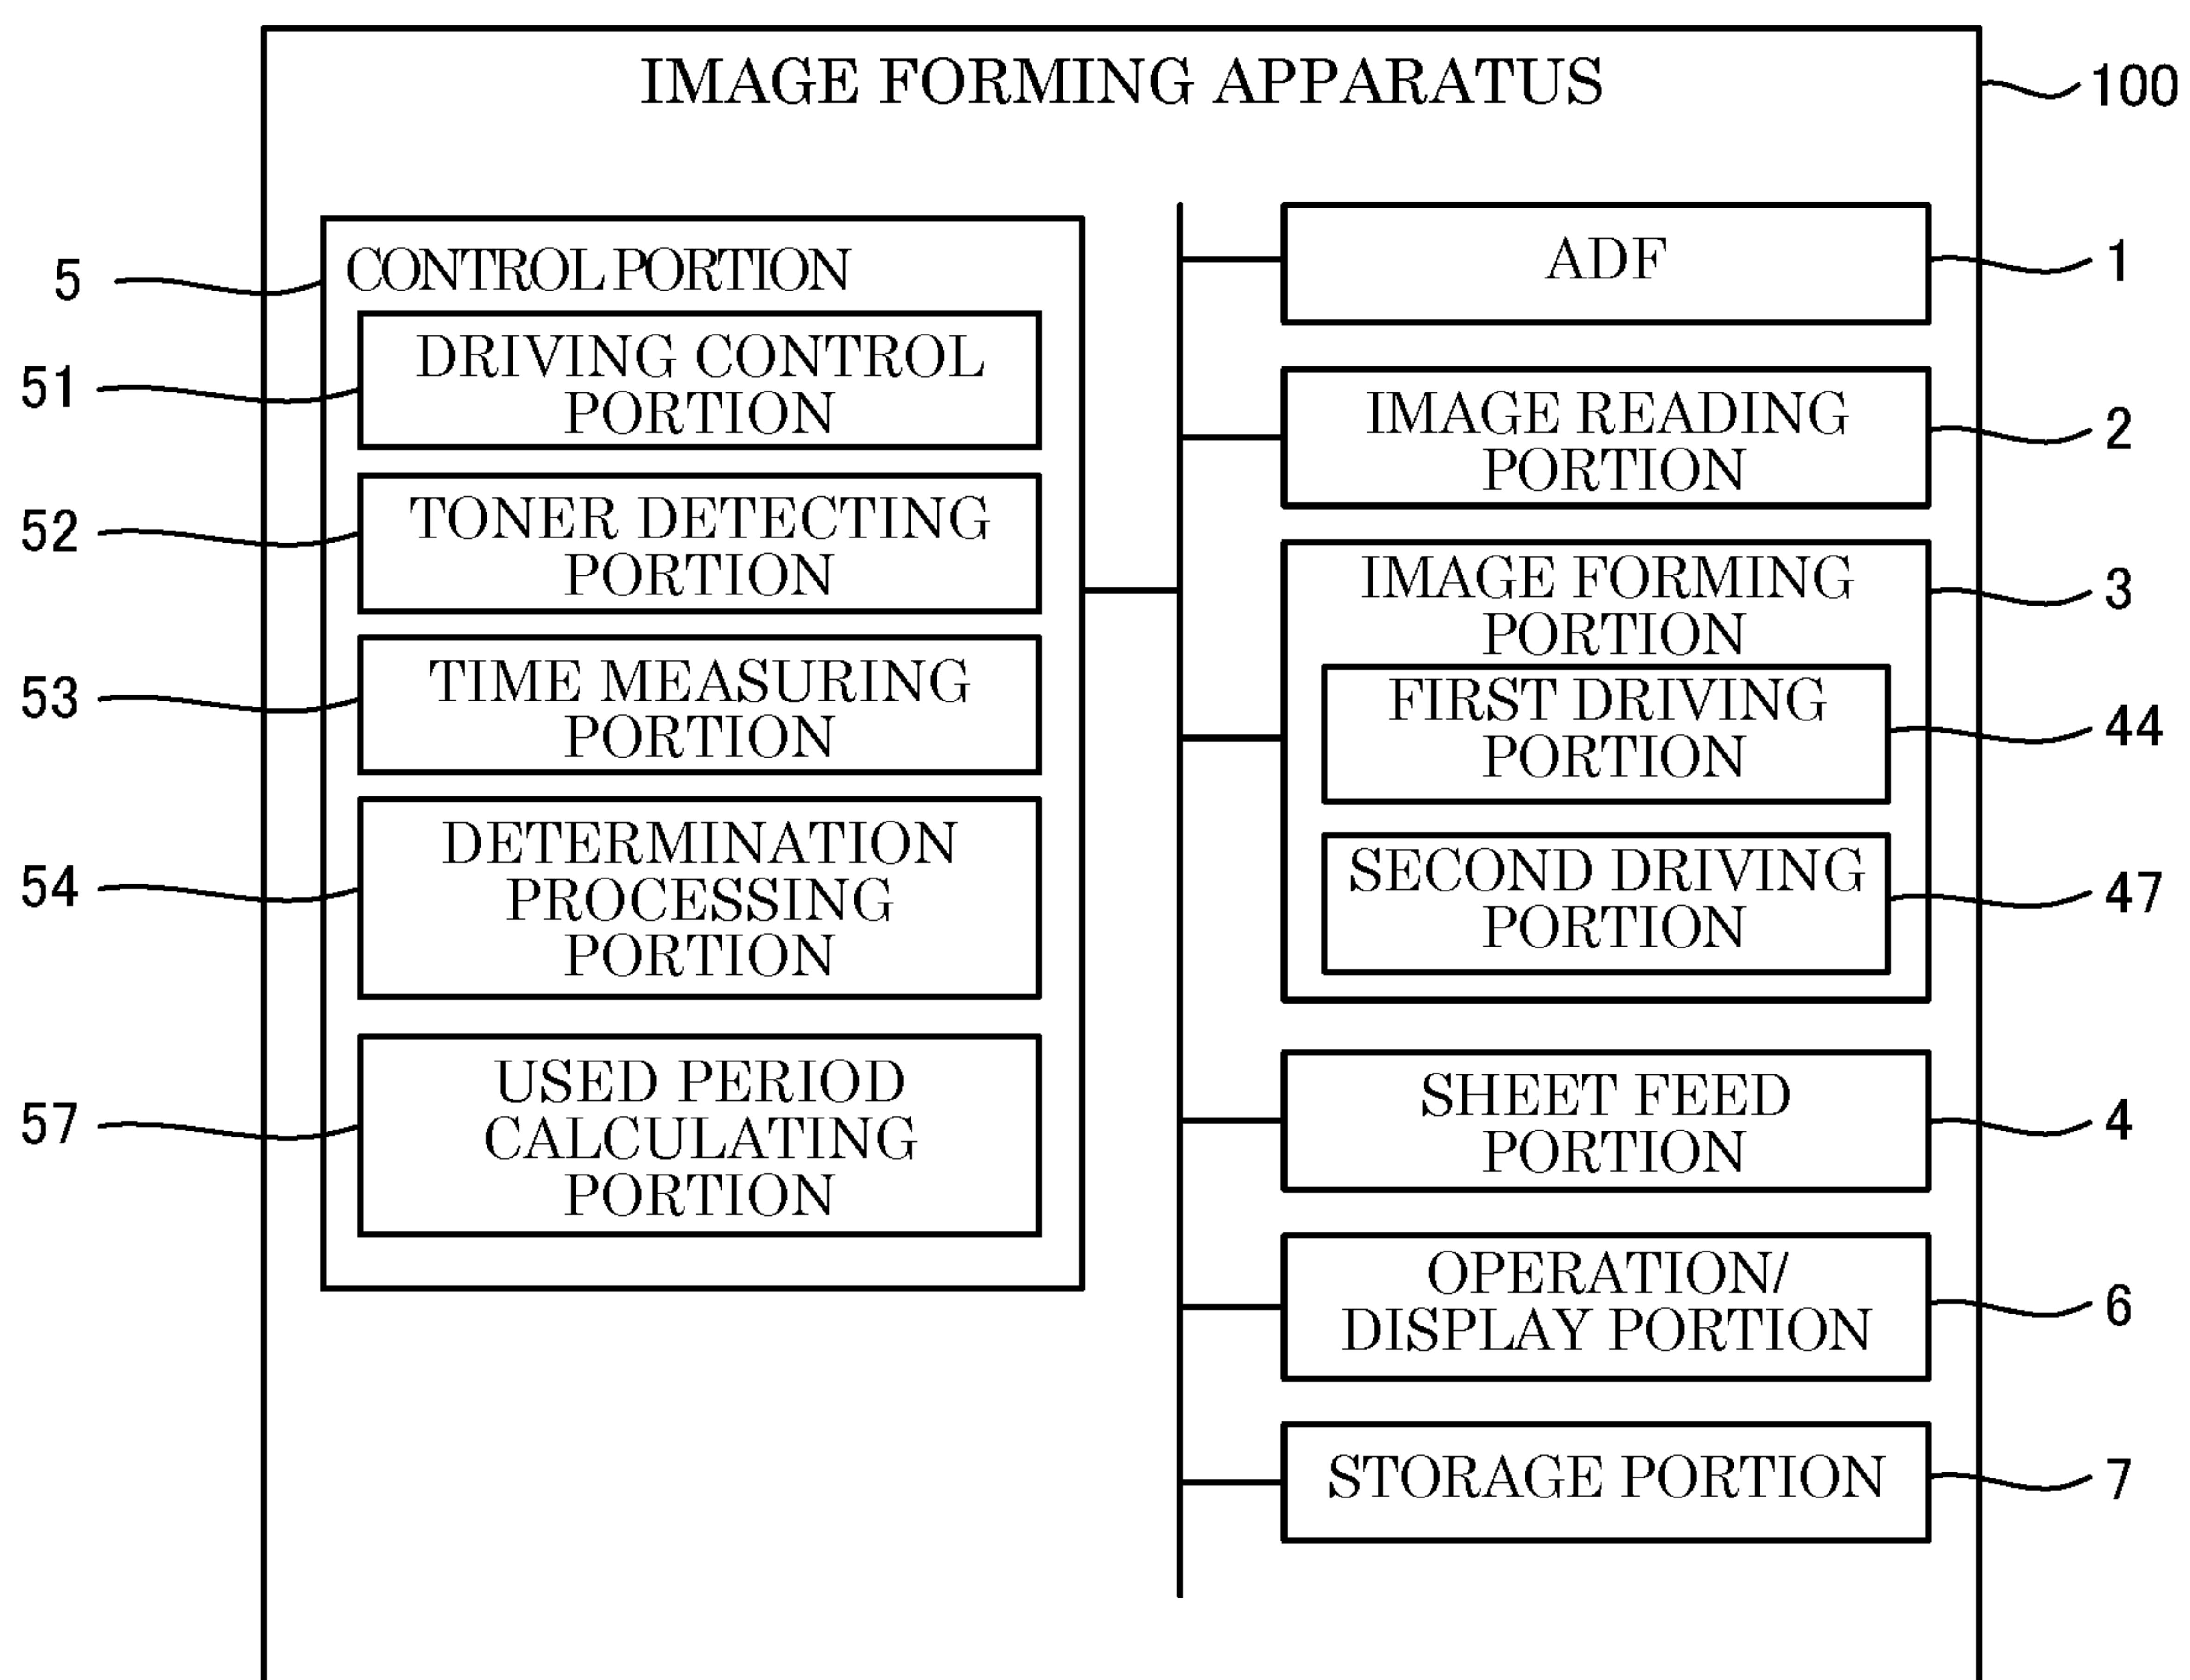 IMAGE FORMING APPARATUS
100
5
CONTROL PORTION
51
DRIVING CONTROL
PORTION
52
TONER DETECTING
PORTION
53
TIME MEASURING
PORTION
54
DETERMINATION
PROCESSING
PORTION
57
USED PERIOD
CALCULATING
PORTION
ADF
1
IMAGE READING
PORTION
2
IMAGE FORMING
PORTION
3
FIRST DRIVING
PORTION
44
SECOND DRIVING
PORTION
47
SHEET FEED
PORTION
4
OPERATION/
DISPLAY PORTION
6
STORAGE PORTION
7